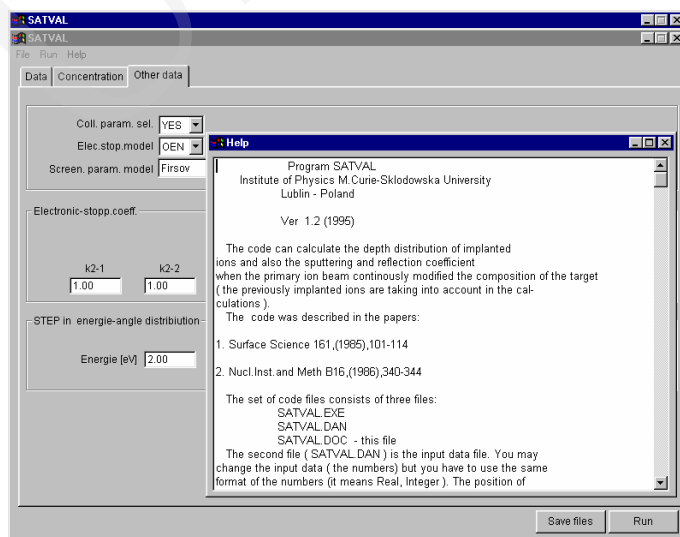 SATVAL
SATVAL
File Run Help
Data Concentration Other data
Coll. param. sel. YES
Elec.stop.model OEN
Screen. param. model Firsov
Electronic-stopp.coeff.
k2-1 k2-2
1.00 1.00
STEP in energie-angle distribiution
Energie [eV] 2.00
Help
Program SATVAL
Institute of Physics M.Curie-Sklodowska University
Lublin - Poland
Ver 1.2 (1995)
The code can calculate the depth distribution of implanted
ions and also the sputtering and reflection coefficient
when the primary ion beam continously modified the composition of the target
( the previously implanted ions are taking into account in the cal-
culations ).
The code was described in the papers:
1. Surface Science 161,(1985),101-114
2. Nucl.Inst.and Meth B16,(1986),340-344
The set of code files consists of three files:
SATVAL.EXE
SATVAL.DAN
SATVAL.DOC - this file
The second file ( SATVAL.DAN ) is the input data file. You may
change the input data ( the numbers) but you have to use the same
format of the numbers (it means Real, Integer ). The position of
Save files Run